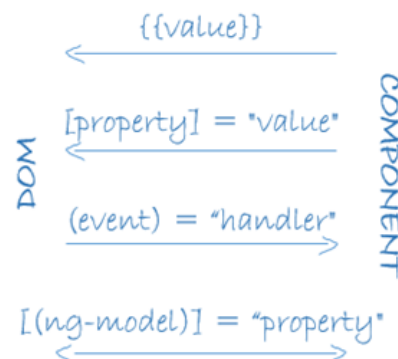 {{value}}
[property] = "value"
DOM
(event) = "handler"
[(ng-model)] = "property"
COMPONENT